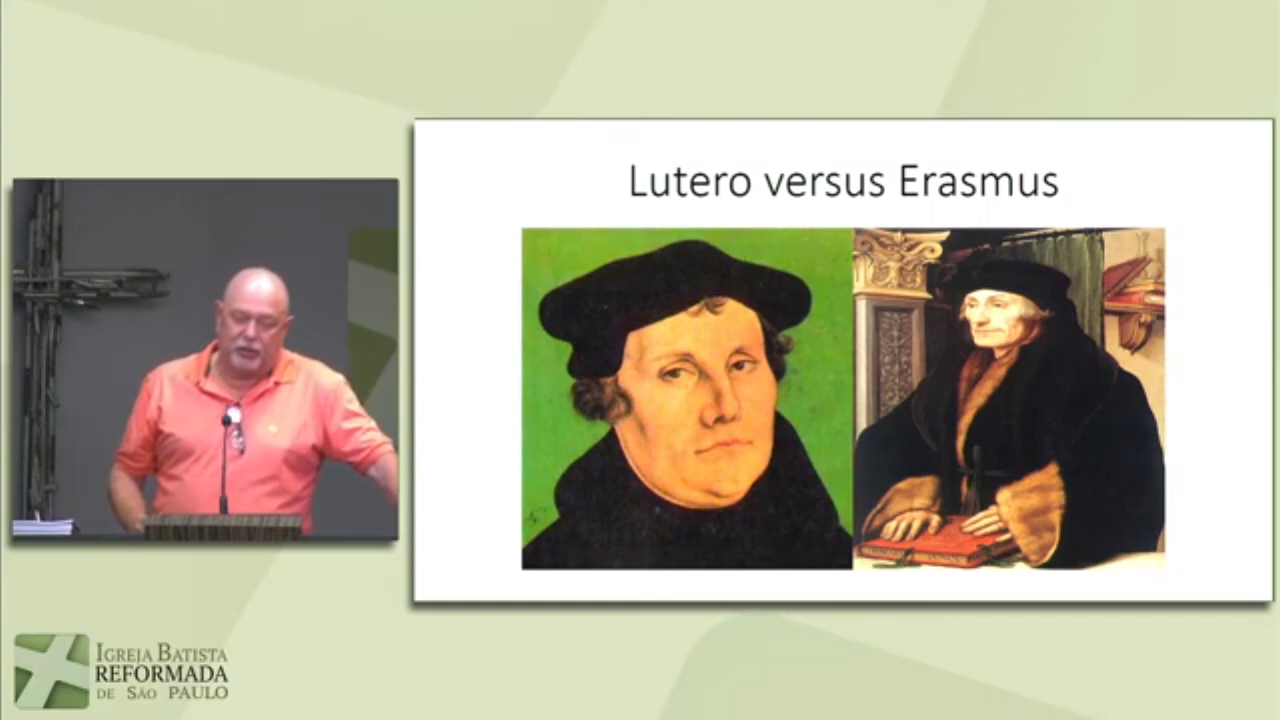 Lutero versus Erasmus
IGREJA BATISTA
REFORMADA
DE SÃO PAULO